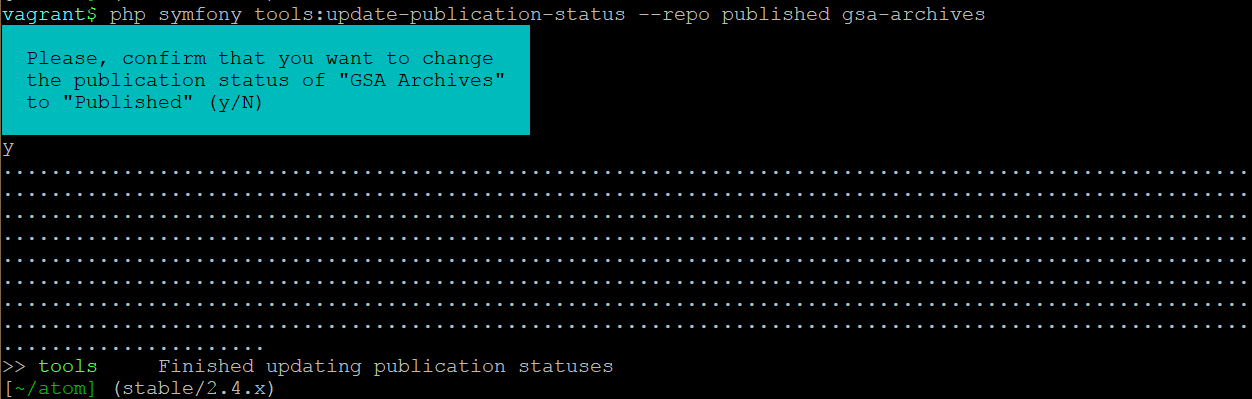 vagrant$ php symfony tools:update-publication-status --repo published gsa-archives
Please, confirm that you want to change
the publication status of "GSA Archives"
to "Published" (y/N)
y
........................................................................................................
........................................................................................................
........................................................................................................
........................................................................................................
........................................................................................................
........................................................................................................
........................................................................................................
........................................................................................................
......................
>> tools     Finished updating publication statuses
[~/atom] (stable/2.4.x)